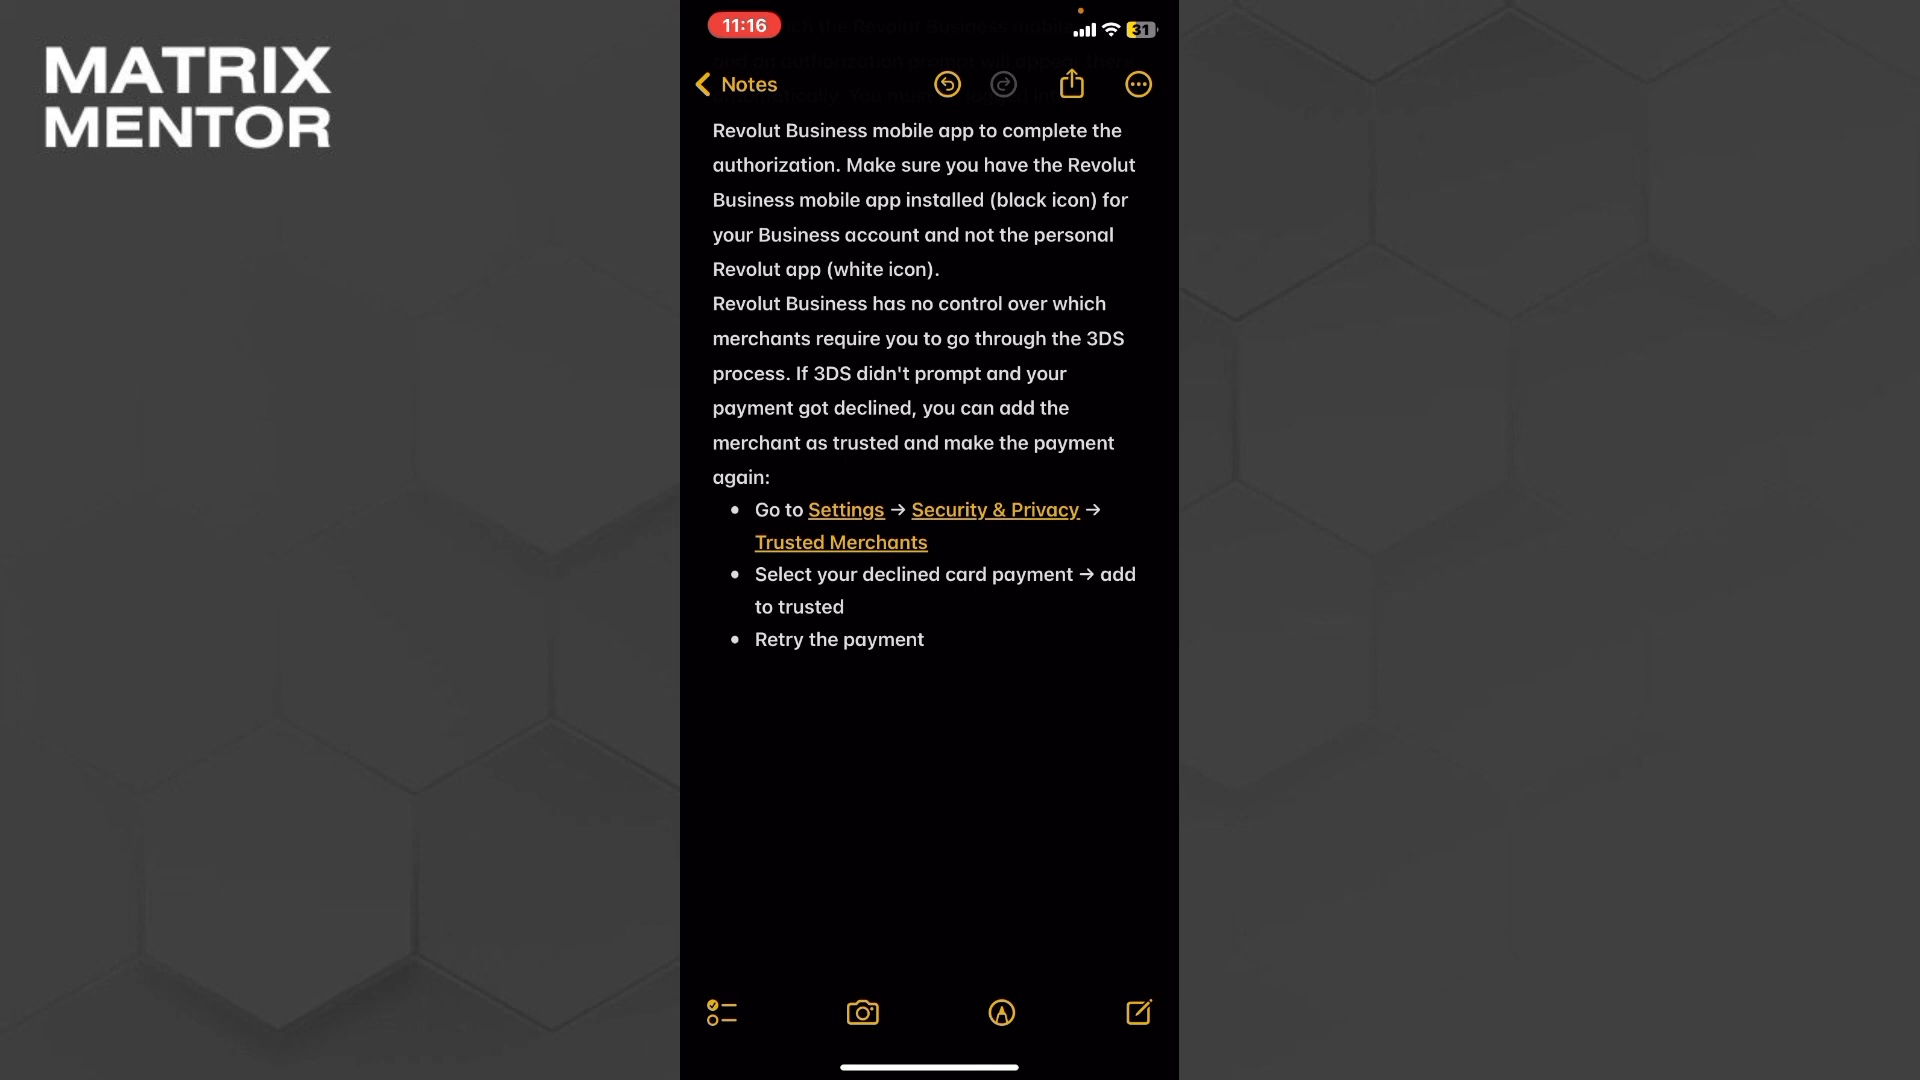 MATRIX
MENTOR
11:16
31
Notes
Revolut Business mobile app to complete the
authorization. Make sure you have the Revolut
Business mobile app installed (black icon) for
your Business account and not the personal
Revolut app (white icon).
Revolut Business has no control over which
merchants require you to go through the 3DS
process. If 3DS didn't prompt and your
payment got declined, you can add the
merchant as trusted and make the payment
again:
• Go to Settings → Security & Privacy →
Trusted Merchants
• Select your declined card payment → add
to trusted
• Retry the payment